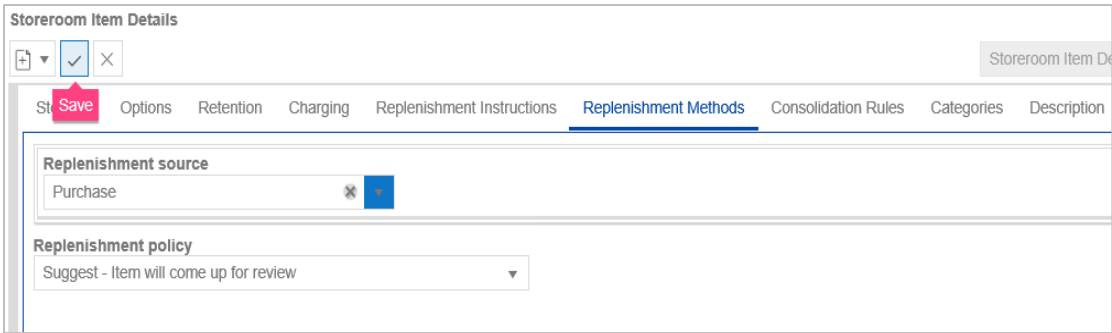 Storeroom Item Details
Storeroom Item De
St Save Options Retention Charging Replenishment Instructions Replenishment Methods Consolidation Rules Categories Description
Replenishment source
Purchase
Replenishment policy
Suggest - Item will come up for review